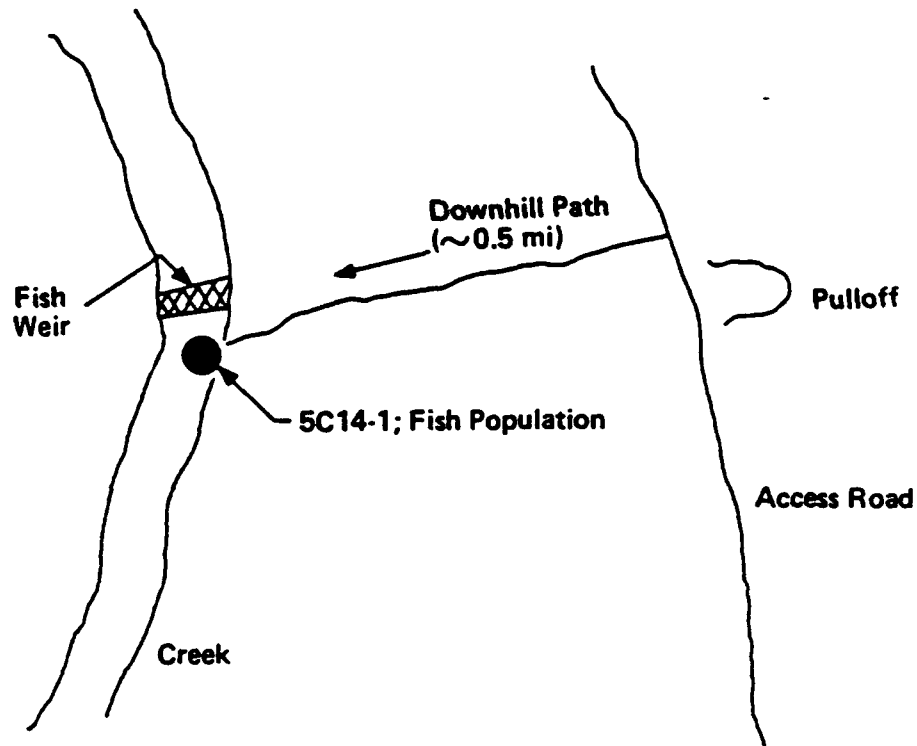 Downhill Path
(~0.5 mi)
Fish
Weir
Pulloff
5C14-1; Fish Population
Access Road
Creek